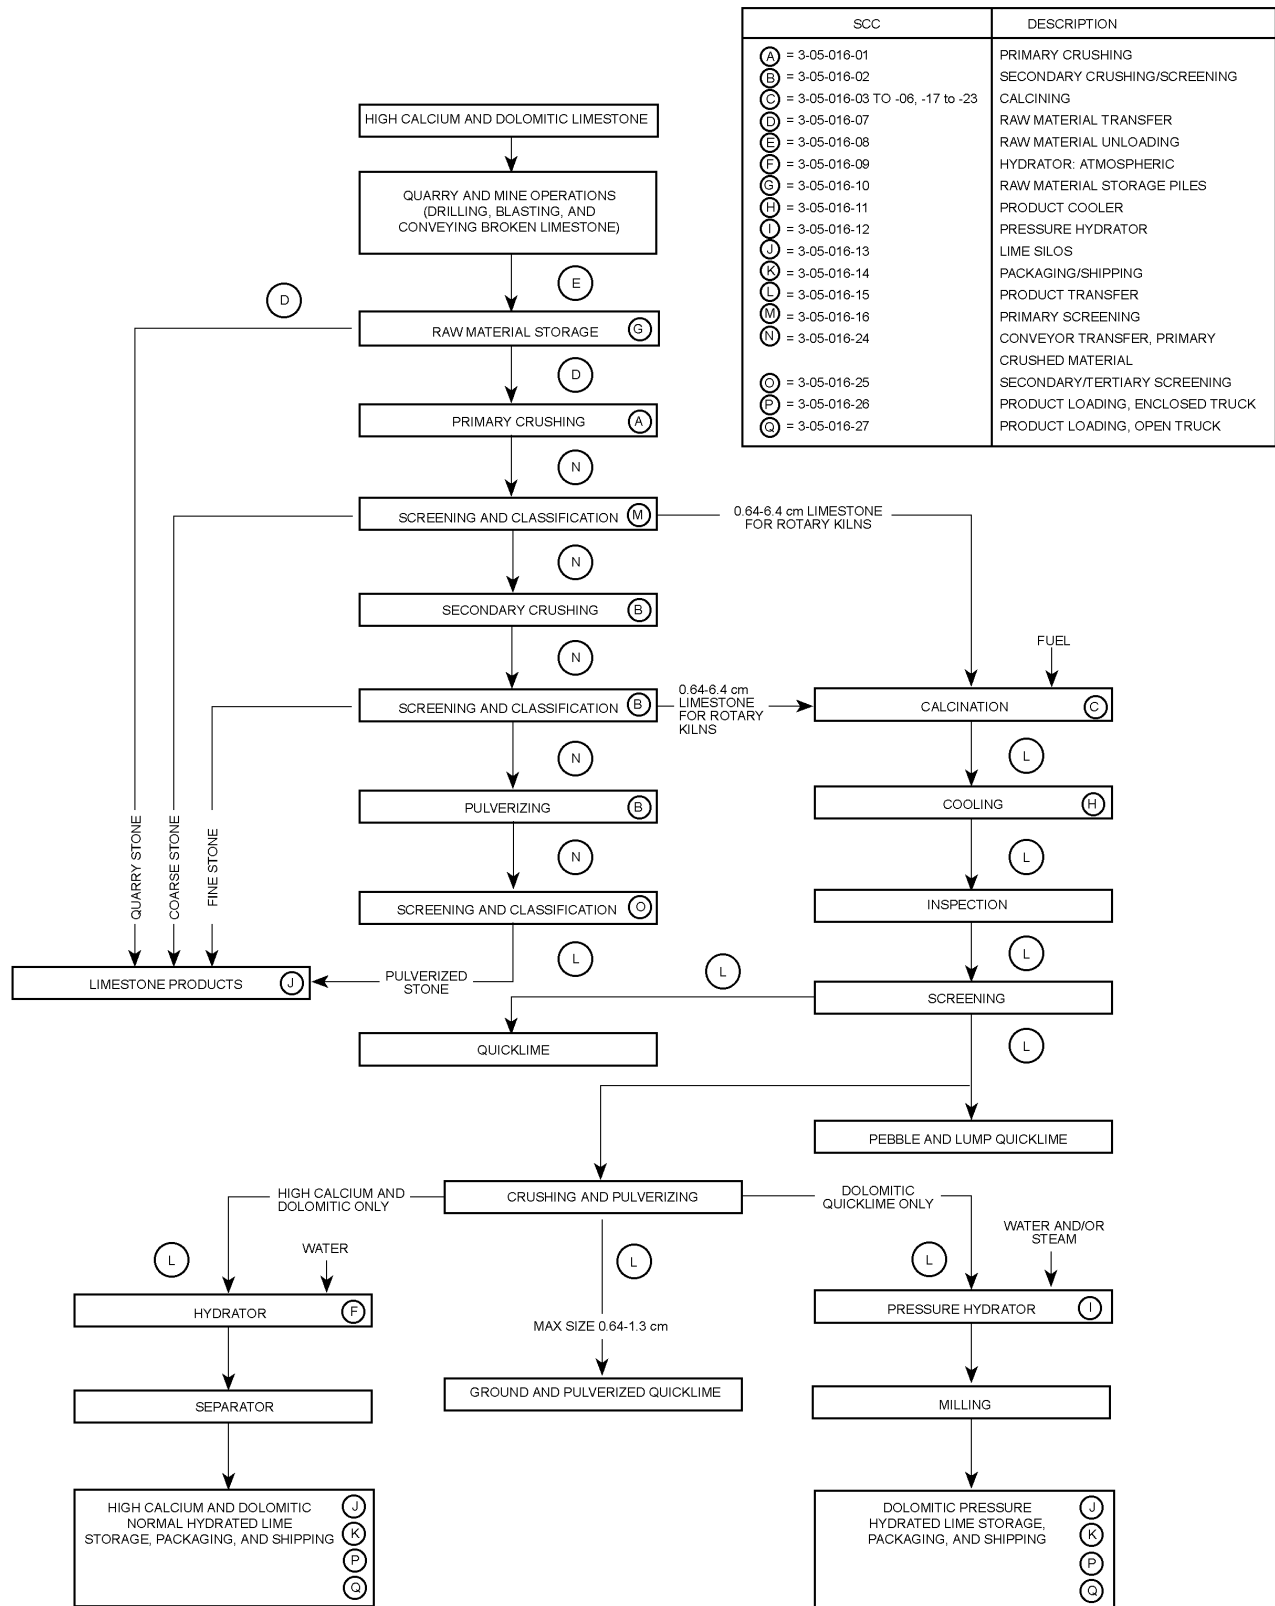 SCC DESCRIPTION
A = 3-05-016-01 PRIMARY CRUSHING
B = 3-05-016-02 SECONDARY CRUSHING/SCREENING
C = 3-05-016-03 TO -06, -17 to -23 CALCINING
D = 3-05-016-07 RAW MATERIAL TRANSFER
E = 3-05-016-08 RAW MATERIAL UNLOADING
F = 3-05-016-09 HYDRATOR: ATMOSPHERIC
G = 3-05-016-10 RAW MATERIAL STORAGE PILES
H = 3-05-016-11 PRODUCT COOLER
I = 3-05-016-12 PRESSURE HYDRATOR
J = 3-05-016-13 LIME SILOS
K = 3-05-016-14 PACKAGING/SHIPPING
L = 3-05-016-15 PRODUCT TRANSFER
M = 3-05-016-16 PRIMARY SCREENING
N = 3-05-016-24 CONVEYOR TRANSFER, PRIMARY
CRUSHED MATERIAL
O = 3-05-016-25 SECONDARY/TERTIARY SCREENING
P = 3-05-016-26 PRODUCT LOADING, ENCLOSED TRUCK
Q = 3-05-016-27 PRODUCT LOADING, OPEN TRUCK
HIGH CALCIUM AND DOLOMITIC LIMESTONE
QUARRY AND MINE OPERATIONS
(DRILLING, BLASTING, AND
CONVEYING BROKEN LIMESTONE)
E
D
RAW MATERIAL STORAGE G
D
PRIMARY CRUSHING A
N
SCREENING AND CLASSIFICATION M
0.64-6.4 cm LIMESTONE
FOR ROTARY KILNS
N
SECONDARY CRUSHING B
N
FUEL
SCREENING AND CLASSIFICATION B
0.64-6.4 cm
LIMESTONE
FOR ROTARY
KILNS
CALCINATION C
N
L
PULVERIZING B
COOLING H
QUARRY STONE
COARSE STONE
FINE STONE
N
L
SCREENING AND CLASSIFICATION O
INSPECTION
L
L
L
LIMESTONE PRODUCTS J
PULVERIZED
STONE
SCREENING
QUICKLIME
L
PEBBLE AND LUMP QUICKLIME
HIGH CALCIUM AND
DOLOMITIC ONLY
CRUSHING AND PULVERIZING
DOLOMITIC
QUICKLIME ONLY
L
WATER
L
L
WATER AND/OR
STEAM
HYDRATOR F
PRESSURE HYDRATOR I
MAX SIZE 0.64-1.3 cm
SEPARATOR
GROUND AND PULVERIZED QUICKLIME
MILLING
HIGH CALCIUM AND DOLOMITIC
NORMAL HYDRATED LIME
STORAGE, PACKAGING, AND SHIPPING
J
K
P
Q
DOLOMITIC PRESSURE
HYDRATED LIME STORAGE,
PACKAGING, AND SHIPPING
J
K
P
Q